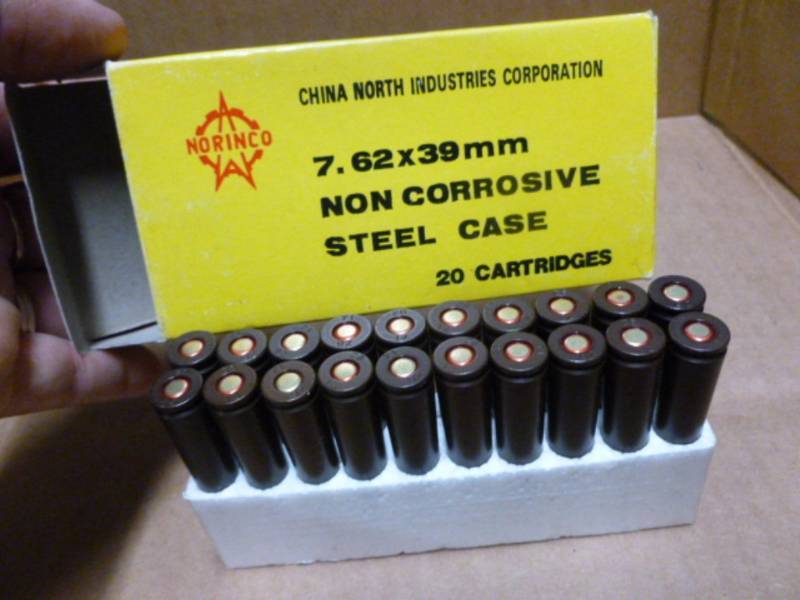 CHINA NORTH INDUSTRIES CORPORATION
NORINCO
7.62x39mm
NON CORROSIVE
STEEL CASE
20 CARTRIDGES